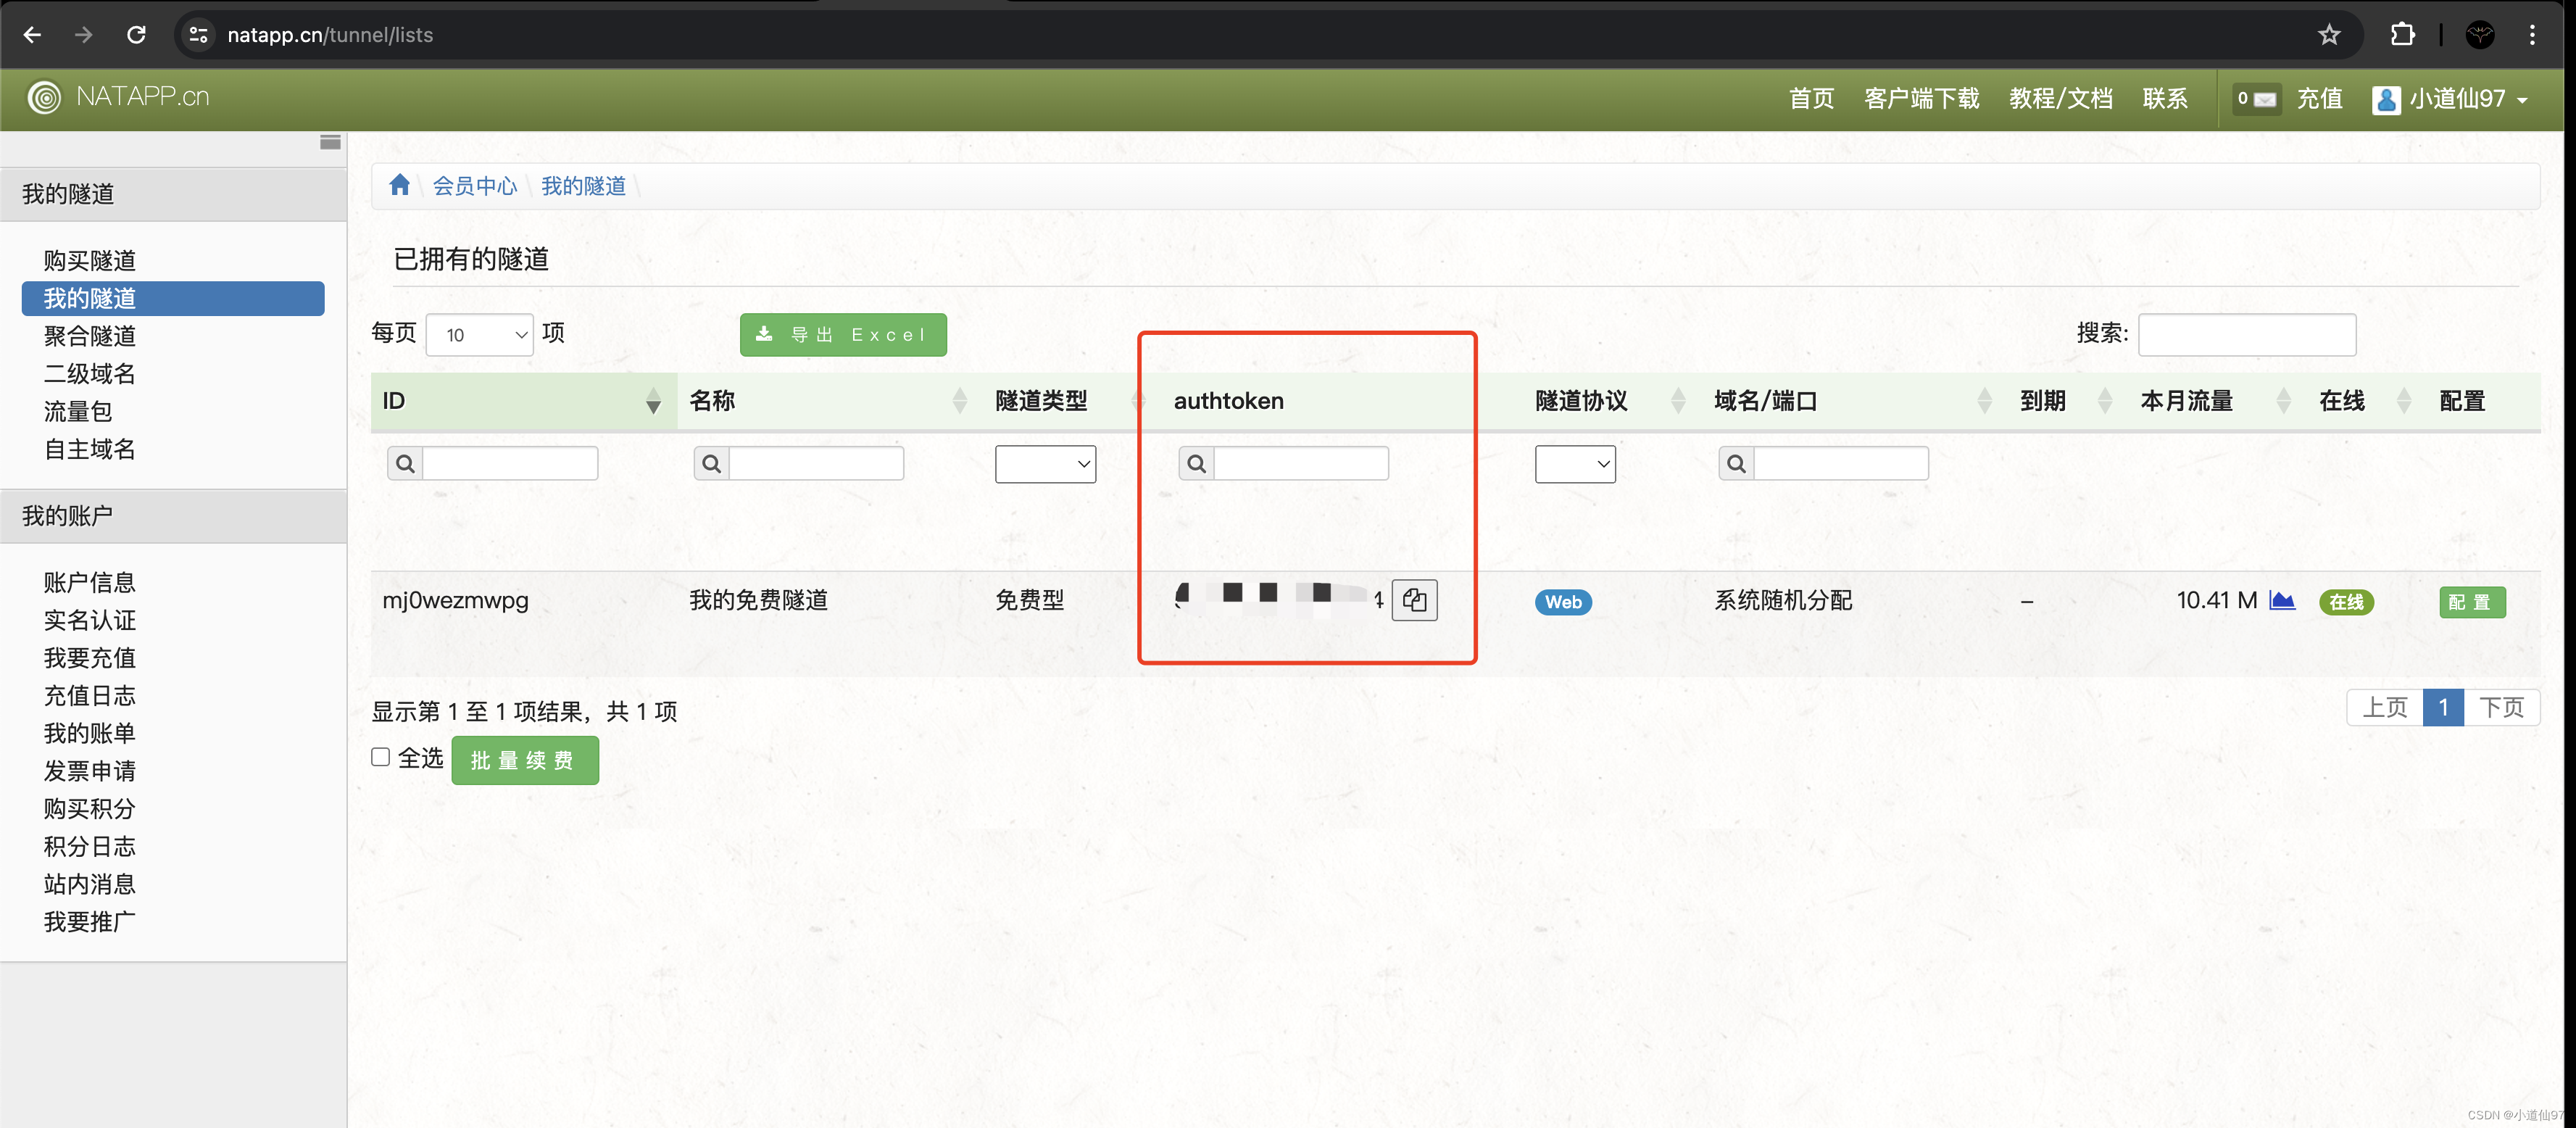 natapp.cn/tunnel/lists
NATAPP.cn
首页 客户端下载 教程/文档 联系 0 充值 小道仙97
我的隧道
购买隧道
我的隧道
聚合隧道
二级域名
流量包
自主域名
我的账户
账户信息
实名认证
我要充值
充值日志
我的账单
发票申请
购买积分
积分日志
站内消息
我要推广
会员中心 \ 我的隧道 \
已拥有的隧道
每页 10 项 导出 Excel 搜索:
ID 名称 隧道类型 authtoken 隧道协议 域名/端口 到期 本月流量 在线 配置
mj0wezmwpg 我的免费隧道 免费型 4 Web 系统随机分配 – 10.41 M 在线 配置
显示第 1 至 1 项结果，共 1 项
上页 1 下页
全选 批量续费
CSDN @小道仙97